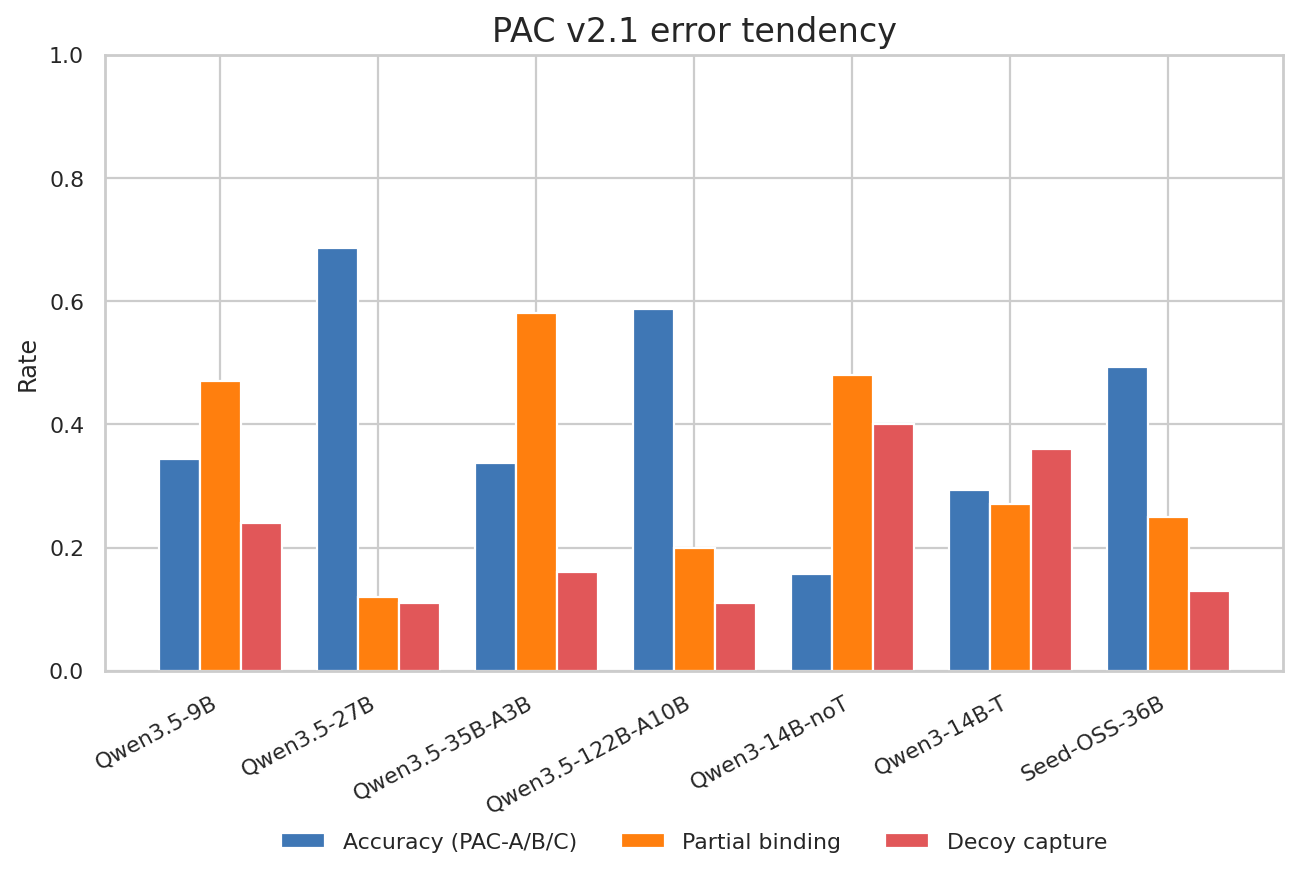 PAC v2.1 error tendency
1.0
0.8
0.6
0.4
0.2
0.0
Rate
Qwen3.5-9B
Qwen3.5-27B
Qwen3.5-35B-A3B
Qwen3.5-122B-A10B
Qwen3-14B-noT
Qwen3-14B-T
Seed-OSS-36B
Accuracy (PAC-A/B/C) Partial binding Decoy capture